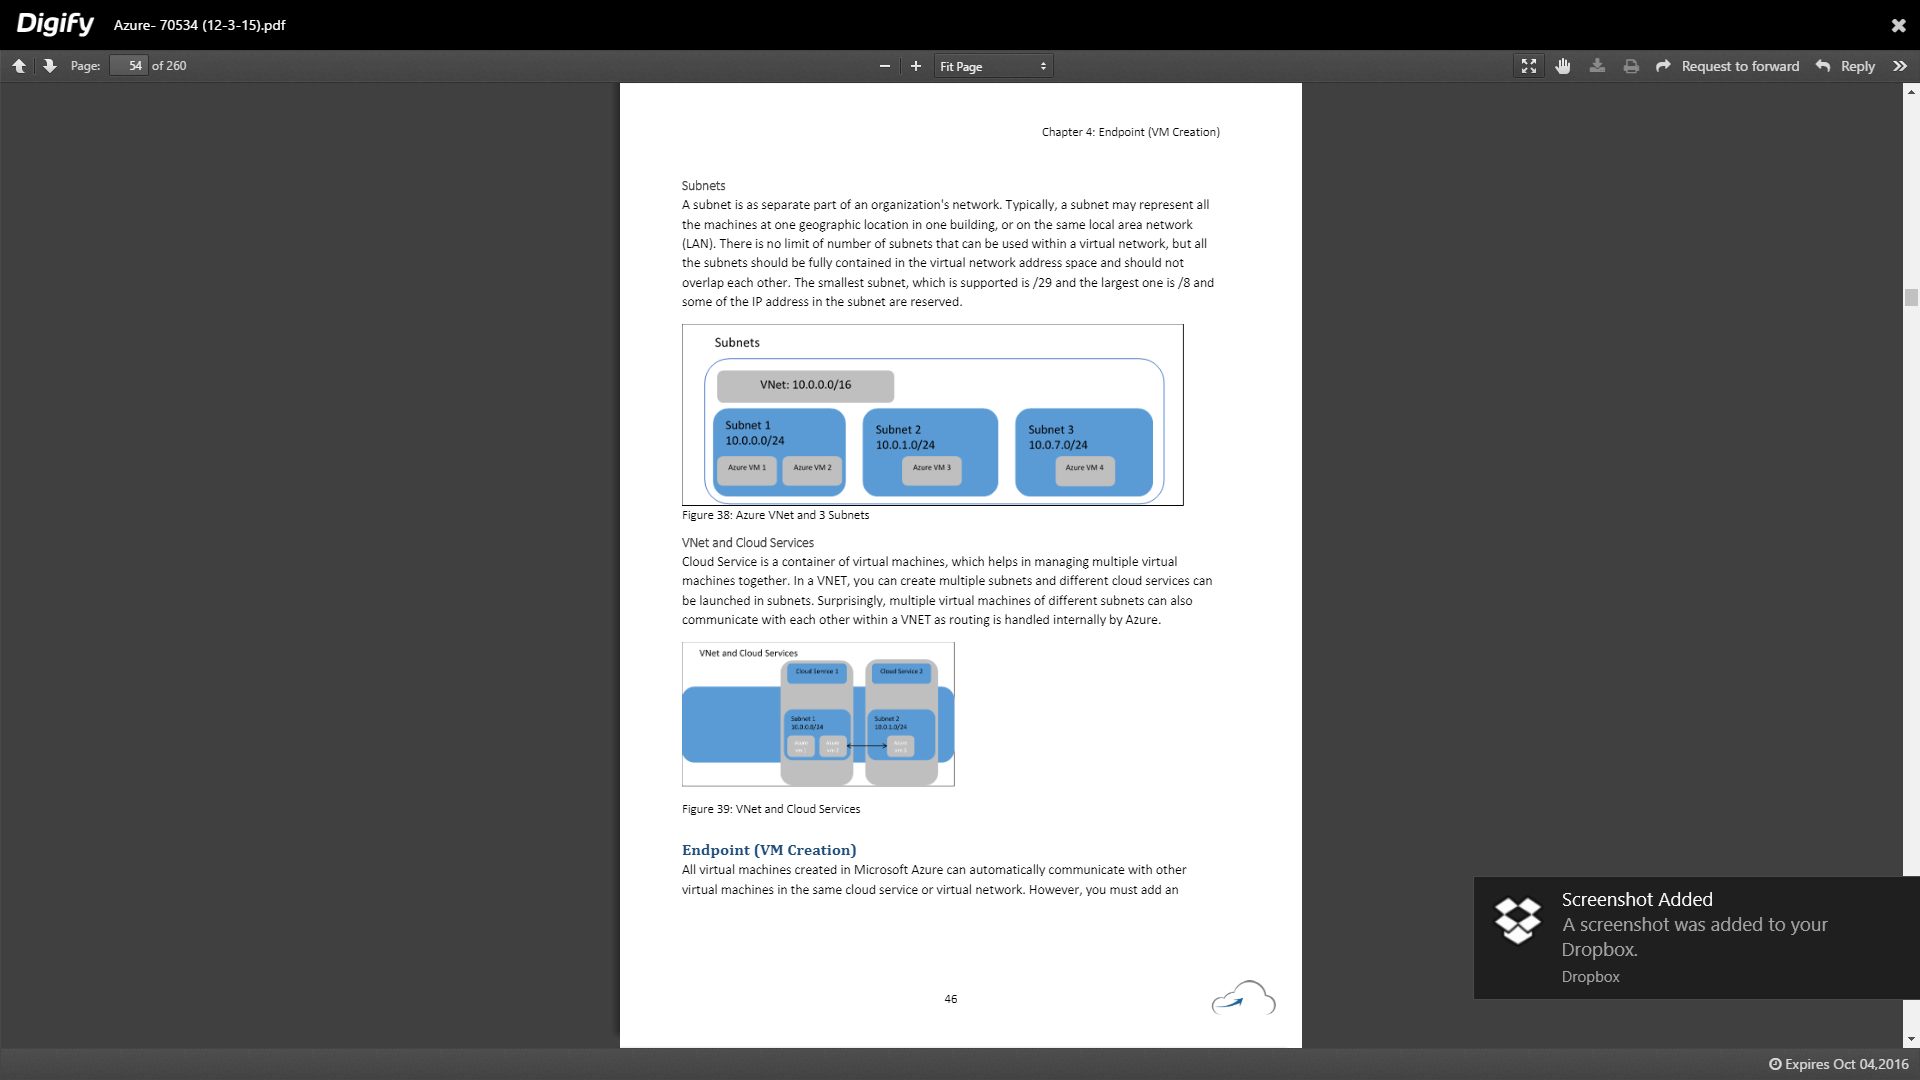 Digify Azure- 70534 (12-3-15).pdf
Page: 54 of 260 Fit Page Request to forward Reply
Chapter 4: Endpoint (VM Creation)
Subnets
A subnet is as separate part of an organization's network. Typically, a subnet may represent all
the machines at one geographic location in one building, or on the same local area network
(LAN). There is no limit of number of subnets that can be used within a virtual network, but all
the subnets should be fully contained in the virtual network address space and should not
overlap each other. The smallest subnet, which is supported is /29 and the largest one is /8 and
some of the IP address in the subnet are reserved.
Subnets
VNet: 10.0.0.0/16
Subnet 1
10.0.0.0/24
Azure VM 1
Azure VM 2
Subnet 2
10.0.1.0/24
Azure VM 3
Subnet 3
10.0.7.0/24
Azure VM 4
Figure 38: Azure VNet and 3 Subnets
VNet and Cloud Services
Cloud Service is a container of virtual machines, which helps in managing multiple virtual
machines together. In a VNET, you can create multiple subnets and different cloud services can
be launched in subnets. Surprisingly, multiple virtual machines of different subnets can also
communicate with each other within a VNET as routing is handled internally by Azure.
VNet and Cloud Services
Cloud Service 1
Cloud Service 2
Subnet 1
10.0.0.0/24
Subnet 2
10.0.1.0/24
Figure 39: VNet and Cloud Services
Endpoint (VM Creation)
All virtual machines created in Microsoft Azure can automatically communicate with other
virtual machines in the same cloud service or virtual network. However, you must add an
46
Screenshot Added
A screenshot was added to your
Dropbox.
Dropbox
Expires Oct 04,2016